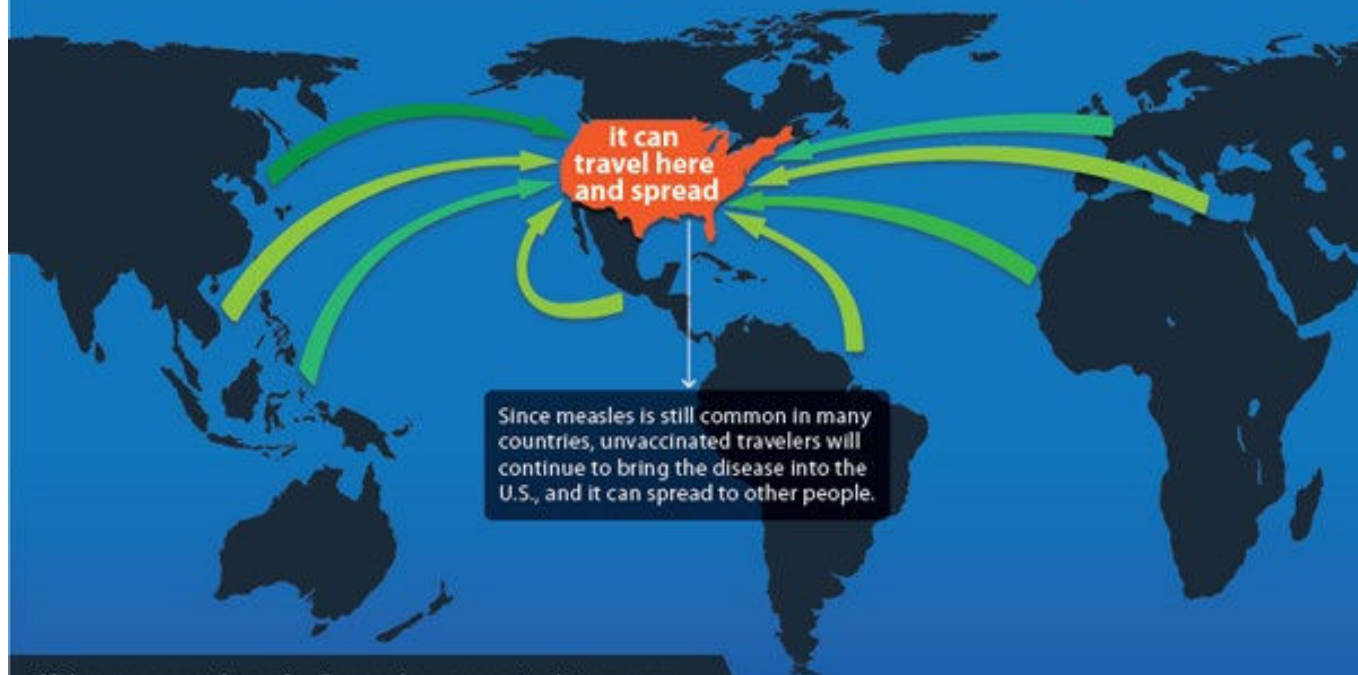 it can
travel here
and spread
Since measles is still common in many
countries, unvaccinated travelers will
continue to bring the disease into the
U.S., and it can spread to other people.